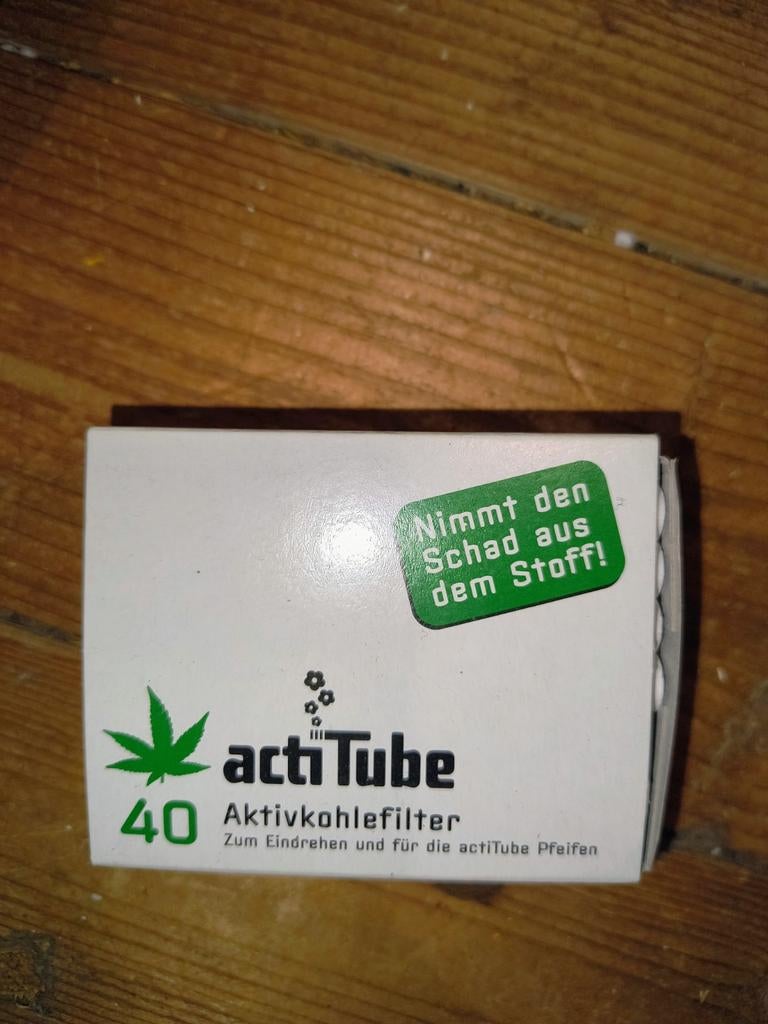 Nimmt den
Schad aus
dem Stoff!
actiTube
40 Aktivkohlefilter
Zum Eindrehen und für die actiTube Pfeifen